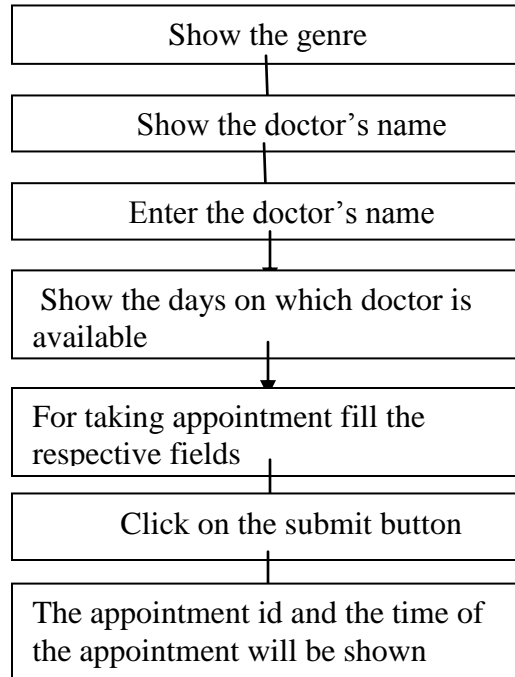 Show the genre
Show the doctor’s name
Enter the doctor’s name
Show the days on which doctor is
available
For taking appointment fill the
respective fields
Click on the submit button
The appointment id and the time of
the appointment will be shown